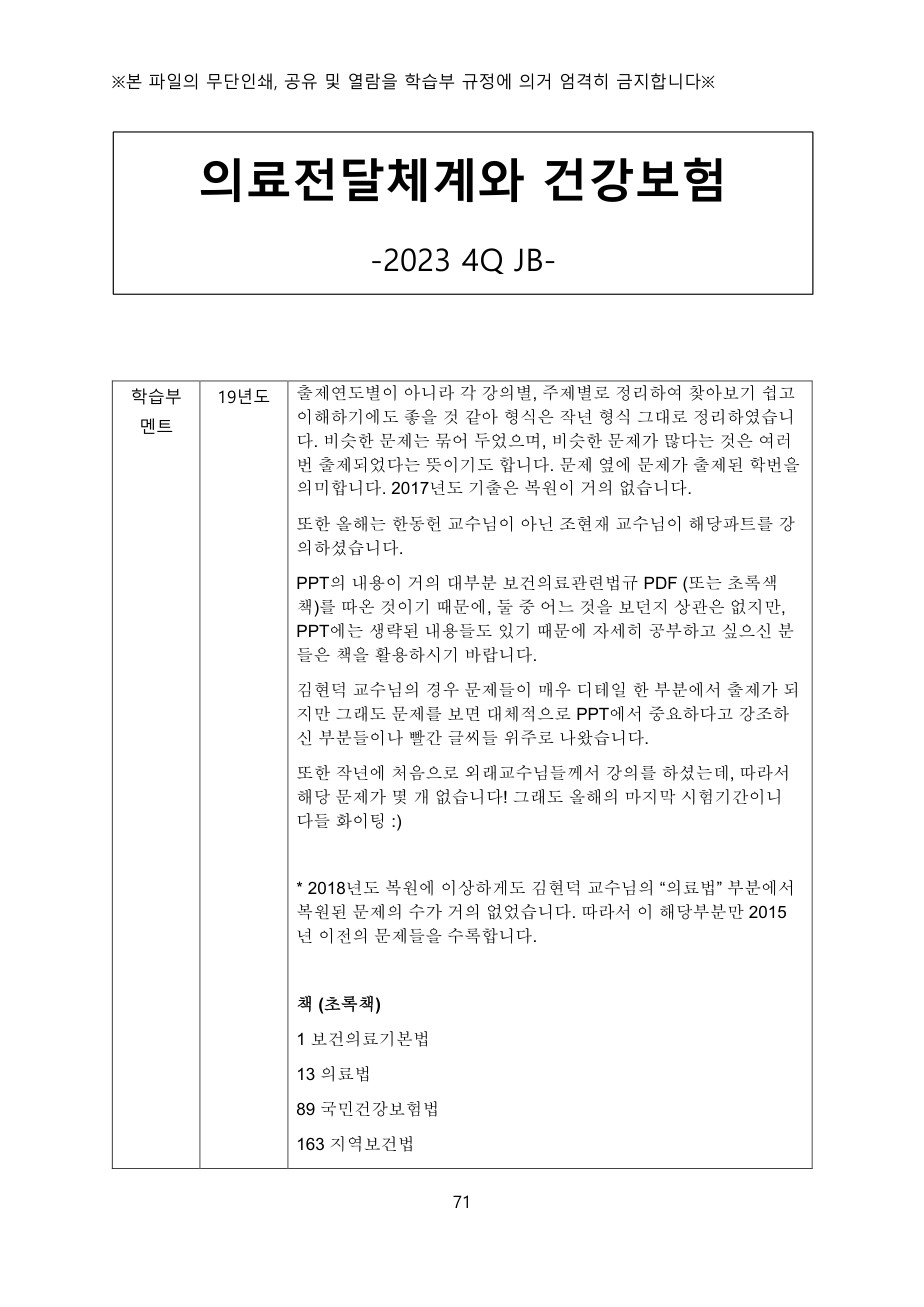 ※본 파일의 무단인쇄, 공유 및 열람을 학습부 규정에 의거 엄격히 금지합니다※
의료전달체계와 건강보험
-2023 4Q JB-
학습부
멘트
19년도
출제연도별이 아니라 각 강의별, 주제별로 정리하여 찾아보기 쉽고
이해하기에도 좋을 것 같아 형식은 작년 형식 그대로 정리하였습니
다. 비슷한 문제는 묶어 두었으며, 비슷한 문제가 많다는 것은 여러
번 출제되었다는 뜻이기도 합니다. 문제 옆에 문제가 출제된 학번을
의미합니다. 2017년도 기출은 복원이 거의 없습니다.
또한 올해는 한동헌 교수님이 아닌 조현재 교수님이 해당파트를 강
의하셨습니다.
PPT의 내용이 거의 대부분 보건의료관련법규 PDF (또는 초록색
책)를 따온 것이기 때문에, 둘 중 어느 것을 보던지 상관은 없지만,
PPT에는 생략된 내용들도 있기 때문에 자세히 공부하고 싶으신 분
들은 책을 활용하시기 바랍니다.
김현덕 교수님의 경우 문제들이 매우 디테일 한 부분에서 출제가 되
지만 그래도 문제를 보면 대체적으로 PPT에서 중요하다고 강조하
신 부분들이나 빨간 글씨들 위주로 나왔습니다.
또한 작년에 처음으로 외래교수님들께서 강의를 하셨는데, 따라서
해당 문제가 몇 개 없습니다! 그래도 올해의 마지막 시험기간이니
다들 화이팅 :)
* 2018년도 복원에 이상하게도 김현덕 교수님의 “의료법” 부분에서
복원된 문제의 수가 거의 없었습니다. 따라서 이 해당부분만 2015
년 이전의 문제들을 수록합니다.
책 (초록책)
1 보건의료기본법
13 의료법
89 국민건강보험법
163 지역보건법
71